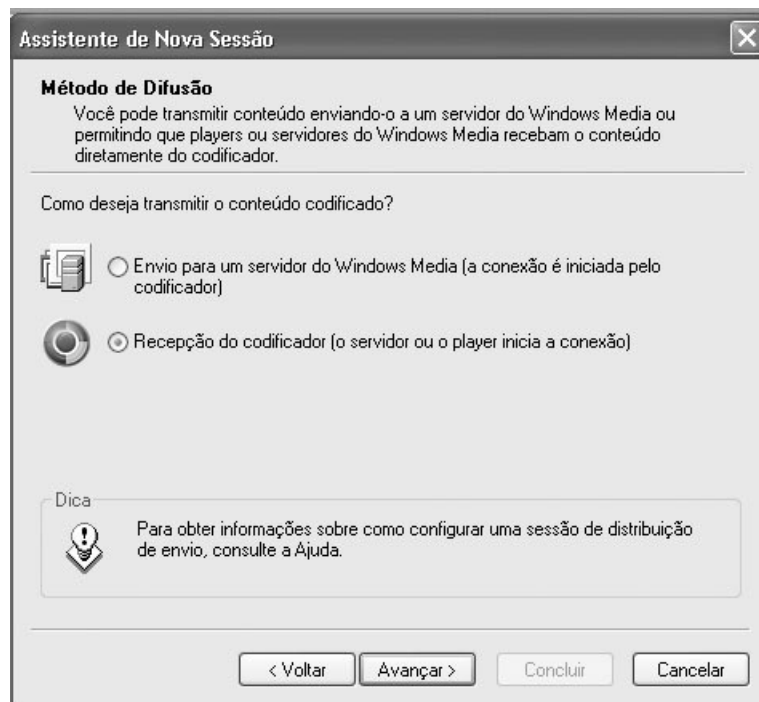 Assistente de Nova Sessão
Método de Difusão
Você pode transmitir conteúdo enviando-o a um servidor do Windows Media ou
permitindo que players ou servidores do Windows Media recebam o conteúdo
diretamente do codificador.
Como deseja transmitir o conteúdo codificado?
Envio para um servidor do Windows Media (a conexão é iniciada pelo
codificador)
Recepção do codificador (o servidor ou o player inicia a conexão)
Dica
Para obter informações sobre como configurar uma sessão de distribuição
de envio, consulte a Ajuda.
< Voltar Avançar > Concluir Cancelar